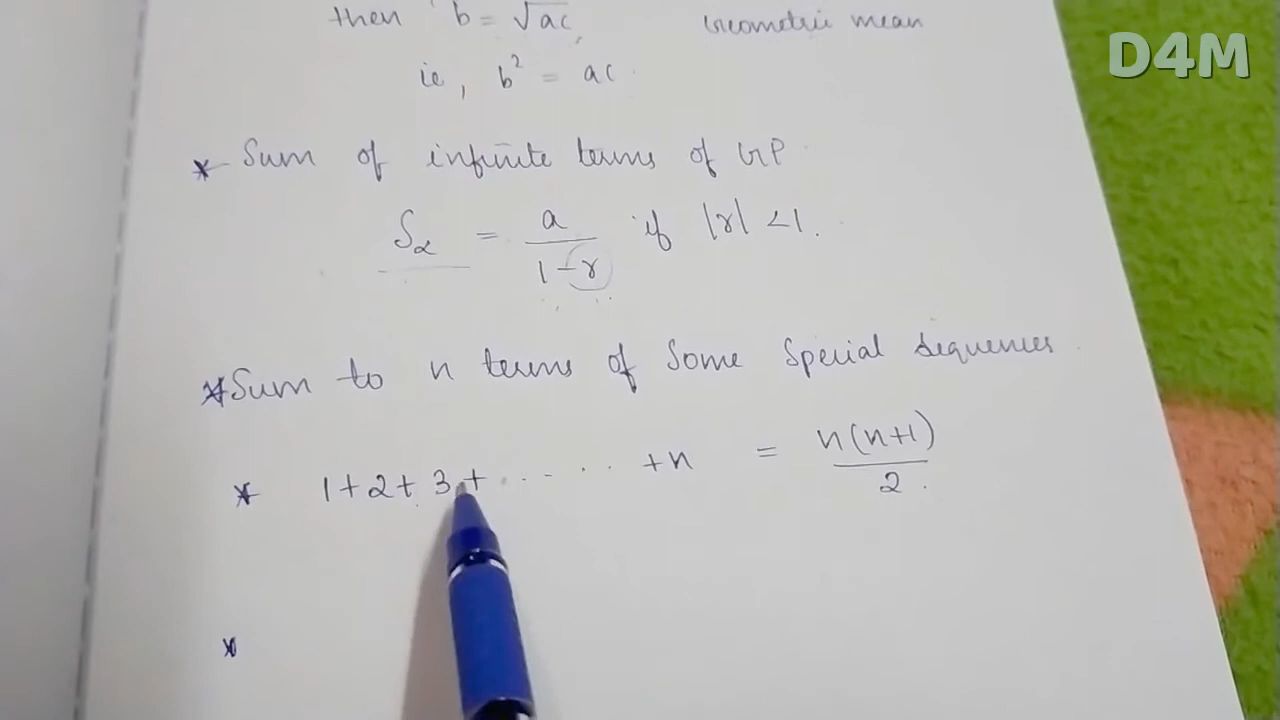 then b = √ac, Geometric mean
D4M
ie, b² = ac.
* Sum of infinite terms of GP
S∝ = a/(1-r) if |r| <1.
* Sum to n terms of Some Special Sequences
* 1+2+3+ ....... +n = n(n+1)/2.
*